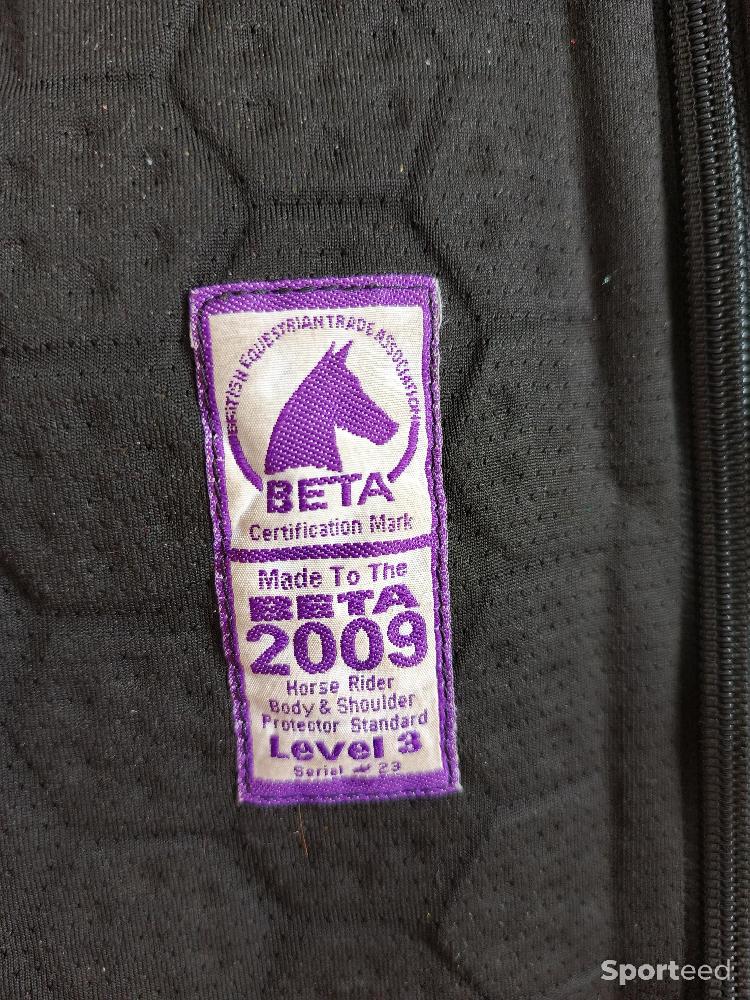 BRITISH EQUESTRIAN TRADE ASSOCIATION
BETA
Certification Mark
Made To The
BETA
2009
Horse Rider
Body & Shoulder
Protector Standard
Level 3
Serial 23
Sporteed